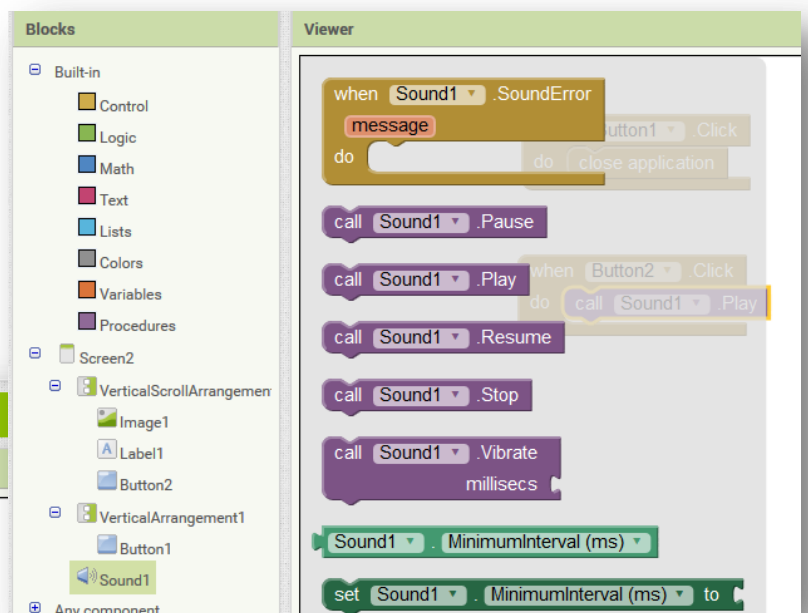 Blocks
Built-in
Control
Logic
Math
Text
Lists
Colors
Variables
Procedures
Screen2
VerticalScrollArrangement
Image1
Label1
Button2
VerticalArrangement1
Button1
Sound1
Any component
Viewer
when Sound1 .SoundError
message
do
call Sound1 .Pause
call Sound1 .Play
call Sound1 .Resume
call Sound1 .Stop
call Sound1 .Vibrate
millisecs
Sound1 . MinimumInterval (ms)
set Sound1 . MinimumInterval (ms) to
utton1 .Click
do close application
when Button2 .Click
do call Sound1 .Play